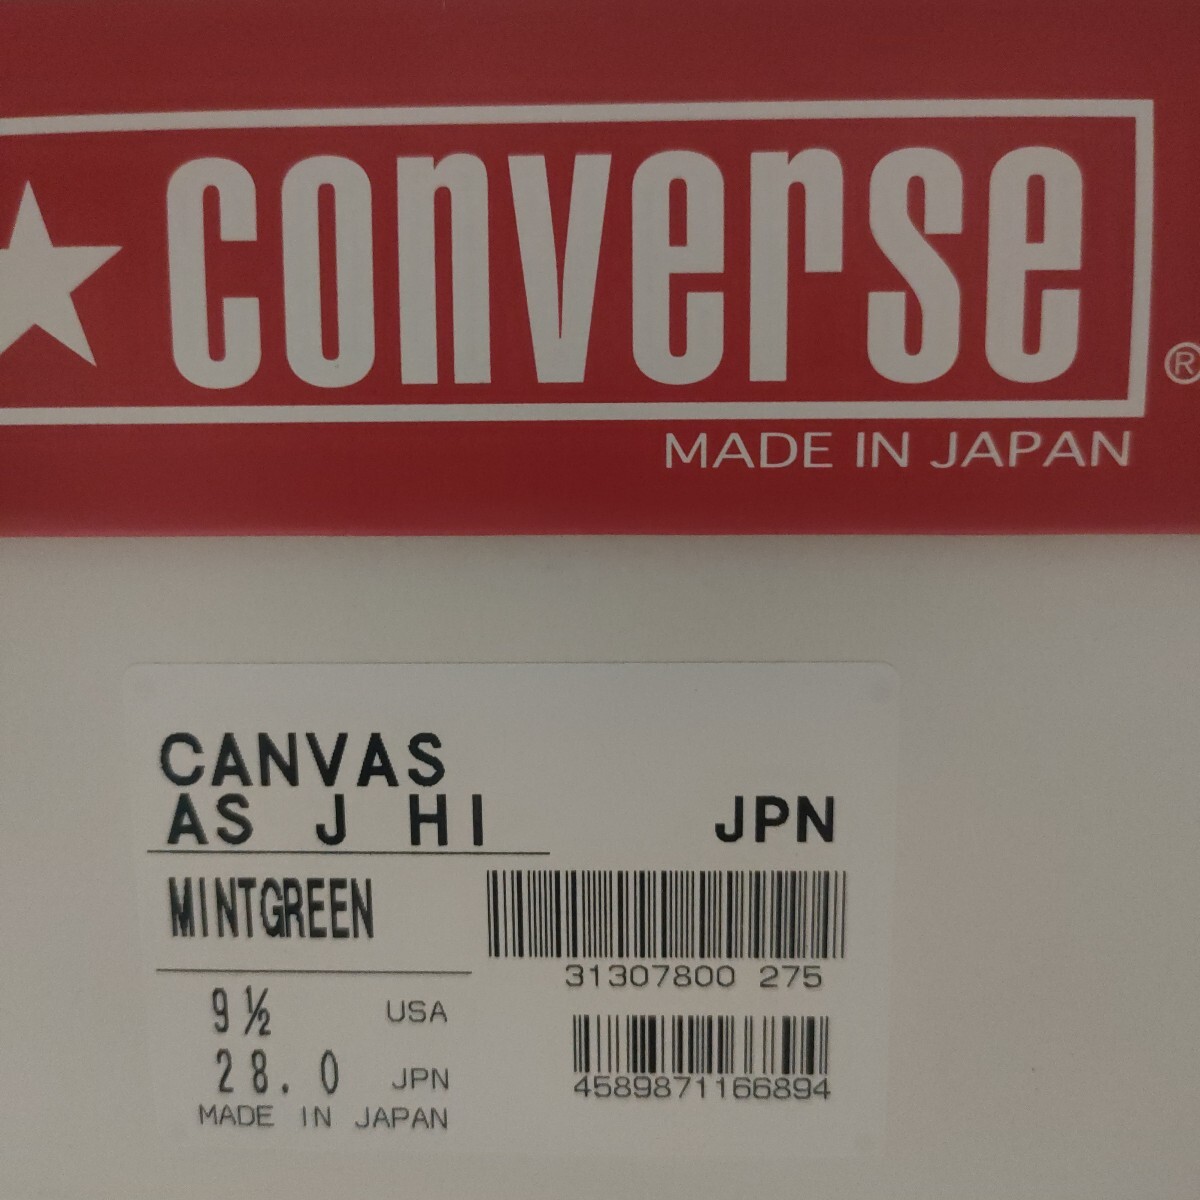 converse
®
MADE IN JAPAN
CANVAS
AS J HI JPN
MINTGREEN
31307800 275
9½ USA
28.0 JPN
4589871166894
MADE IN JAPAN